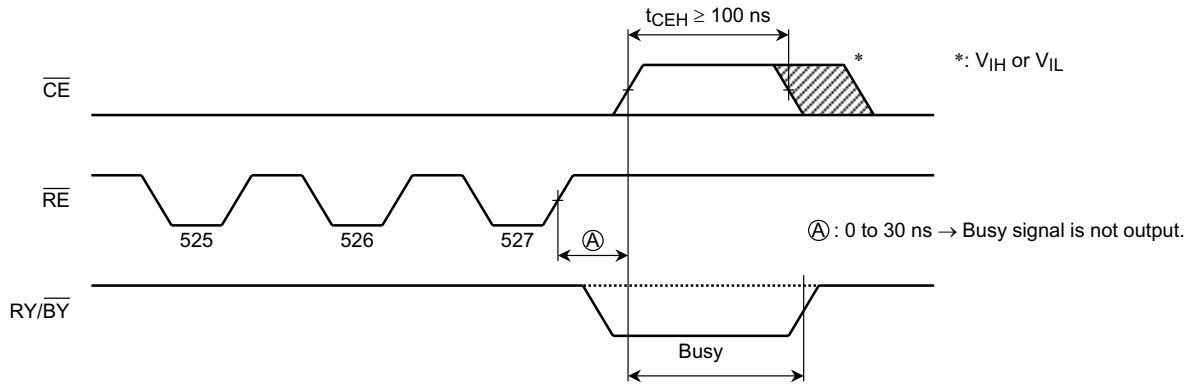 tCEH ≥ 100 ns
CE
*
*: VIH or VIL
RE
525
526
527
A
A : 0 to 30 ns → Busy signal is not output.
RY/BY
Busy